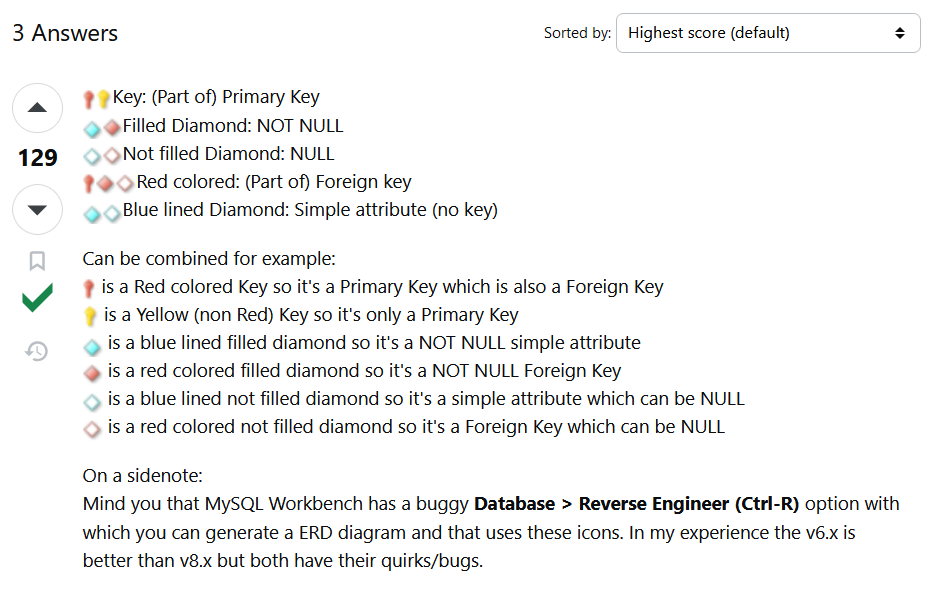 3 Answers
Sorted by:
Highest score (default)
Key: (Part of) Primary Key
Filled Diamond: NOT NULL
129
Not filled Diamond: NULL
Red colored: (Part of) Foreign key
Blue lined Diamond: Simple attribute (no key)
Can be combined for example:
is a Red colored Key so it's a Primary Key which is also a Foreign Key
is a Yellow (non Red) Key so it's only a Primary Key
is a blue lined filled diamond so it's a NOT NULL simple attribute
is a red colored filled diamond so it's a NOT NULL Foreign Key
is a blue lined not filled diamond so it's a simple attribute which can be NULL
is a red colored not filled diamond so it's a Foreign Key which can be NULL
On a sidenote:
Mind you that MySQL Workbench has a buggy Database > Reverse Engineer (Ctrl-R) option with
which you can generate a ERD diagram and that uses these icons. In my experience the v6.x is
better than v8.x but both have their quirks/bugs.